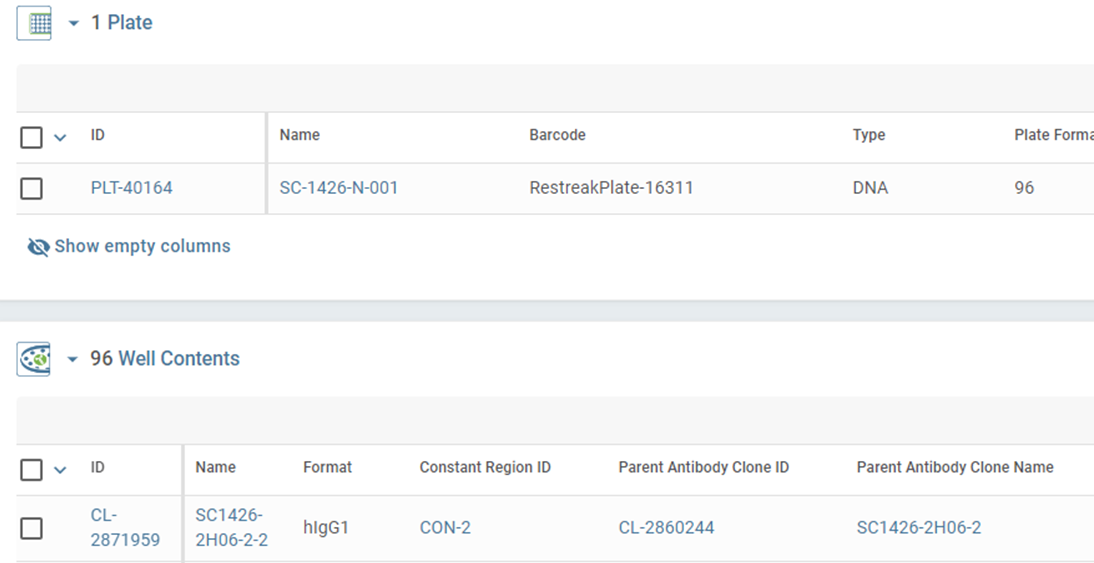 1 Plate
ID Name Barcode Type Plate Forma
PLT-40164 SC-1426-N-001 RestreakPlate-16311 DNA 96
Show empty columns
96 Well Contents
ID Name Format Constant Region ID Parent Antibody Clone ID Parent Antibody Clone Name
CL- SC1426-
hIgG1 CON-2 CL-2860244 SC1426-2H06-2
2871959 2H06-2-2